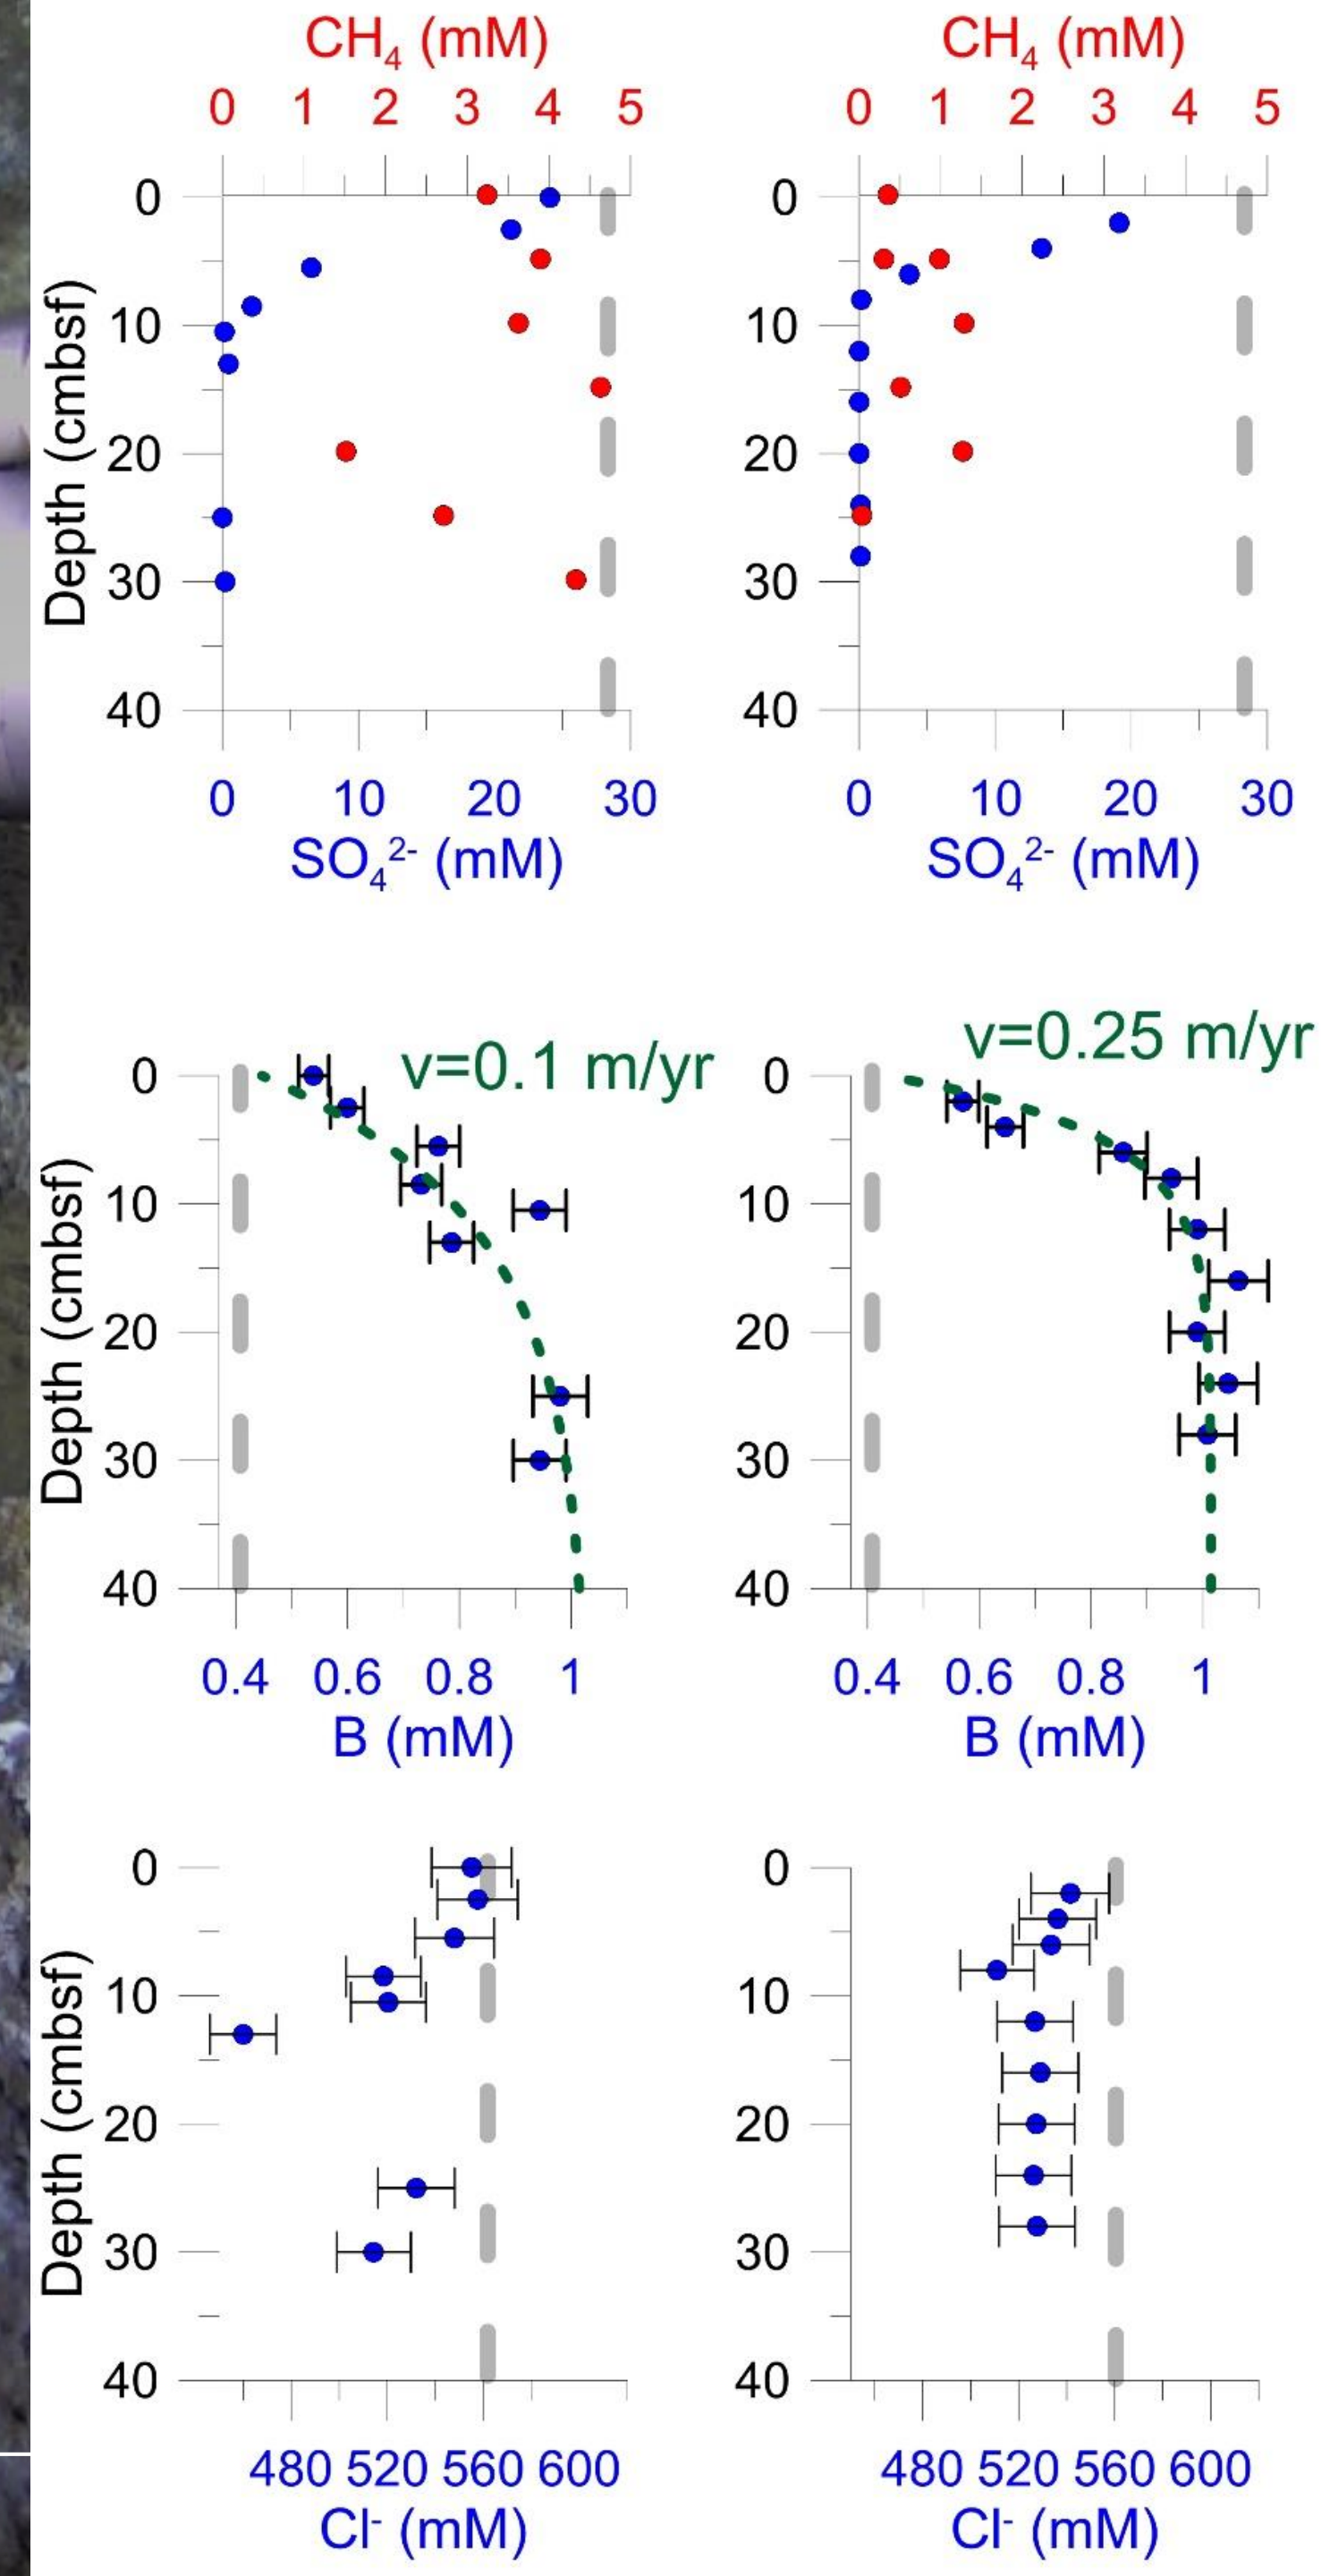 CH₄ (mM) CH₄ (mM)
0 1 2 3 4 5 0 1 2 3 4 5
Depth (cmbsf)
0 0
10 10
20 20
30 30
40 40
0 10 20 30 0 10 20 30
SO₄²⁻ (mM) SO₄²⁻ (mM)
v=0.1 m/yr v=0.25 m/yr
Depth (cmbsf)
0 0
10 10
20 20
30 30
40 40
0.4 0.6 0.8 1 0.4 0.6 0.8 1
B (mM) B (mM)
Depth (cmbsf)
0 0
10 10
20 20
30 30
40 40
480 520 560 600 480 520 560 600
Cl⁻ (mM) Cl⁻ (mM)